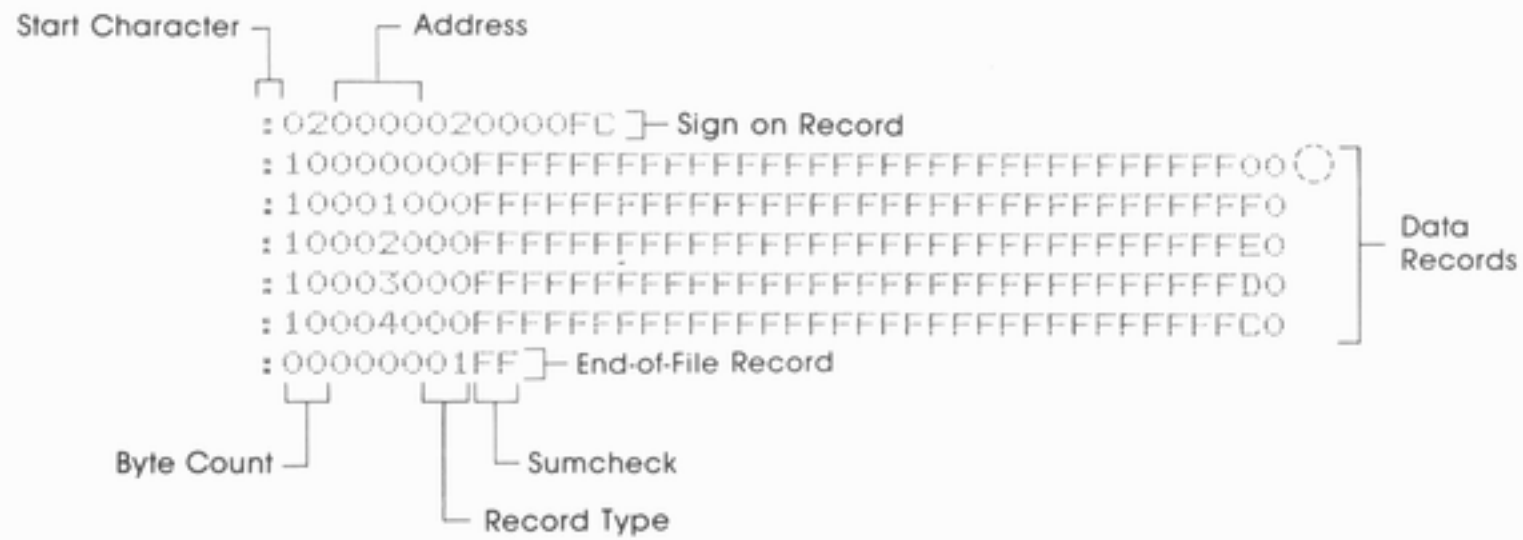 Start Character
Address
:020000020000FC
Sign on Record
:10000000FFFFFFFFFFFFFFFFFFFFFFFFFFFFFFFF00
:10001000FFFFFFFFFFFFFFFFFFFFFFFFFFFFFFFFF0
:10002000FFFFFFFFFFFFFFFFFFFFFFFFFFFFFFFFE0
:10003000FFFFFFFFFFFFFFFFFFFFFFFFFFFFFFFFD0
:10004000FFFFFFFFFFFFFFFFFFFFFFFFFFFFFFFFC0
Data
Records
:00000001FF
End-of-File Record
Byte Count
Sumcheck
Record Type